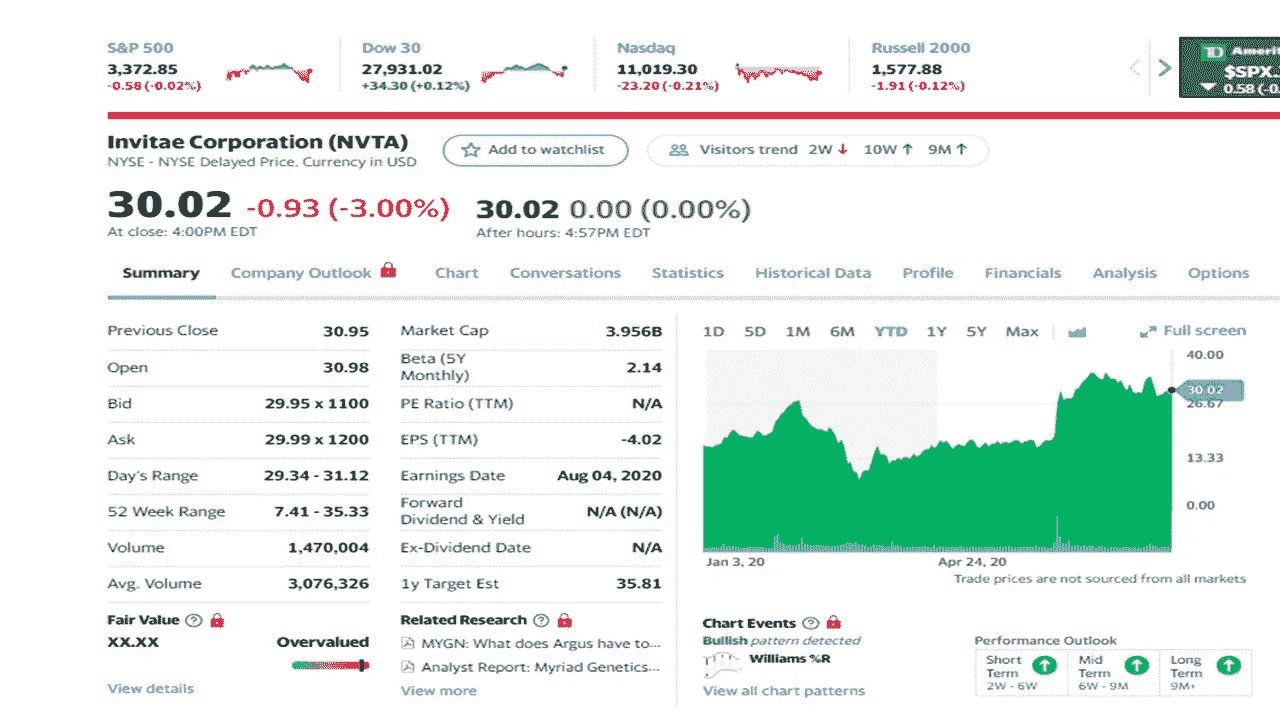 S&P 500
3,372.85
-0.58 (-0.02%)
Dow 30
27,931.02
+34.30 (+0.12%)
Nasdaq
11,019.30
-23.20 (-0.21%)
Russell 2000
1,577.88
-1.91 (-0.12%)
TD
$SPX
0.58
Invitae Corporation (NVTA)
NYSE - NYSE Delayed Price. Currency in USD
Add to watchlist
Visitors trend 2W ↓ 10W ↑ 9M ↑
30.02 -0.93 (-3.00%)
At close: 4:00PM EDT
30.02 0.00 (0.00%)
After hours: 4:57PM EDT
Summary Company Outlook Chart Conversations Statistics Historical Data Profile Financials Analysis Options
Previous Close 30.95
Open 30.98
Bid 29.95 x 1100
Ask 29.99 x 1200
Day's Range 29.34 - 31.12
52 Week Range 7.41 - 35.33
Volume 1,470,004
Avg. Volume 3,076,326
Market Cap 3.956B
Beta (5Y
Monthly) 2.14
PE Ratio (TTM) N/A
EPS (TTM) -4.02
Earnings Date Aug 04, 2020
Forward
Dividend & Yield N/A (N/A)
Ex-Dividend Date N/A
1y Target Est 35.81
1D 5D 1M 6M YTD 1Y 5Y Max
Full screen
40.00
30.02
26.67
13.33
0.00
Jan 3, 20 Apr 24, 20
Trade prices are not sourced from all markets
Fair Value
XX.XX Overvalued
View details
Related Research
MYGN: What does Argus have to...
Analyst Report: Myriad Genetics...
View more
Chart Events
Bullish pattern detected
Williams %R
View all chart patterns
Performance Outlook
Short
Term
2W - 6W
Mid
Term
6W - 9M
Long
Term
9M+